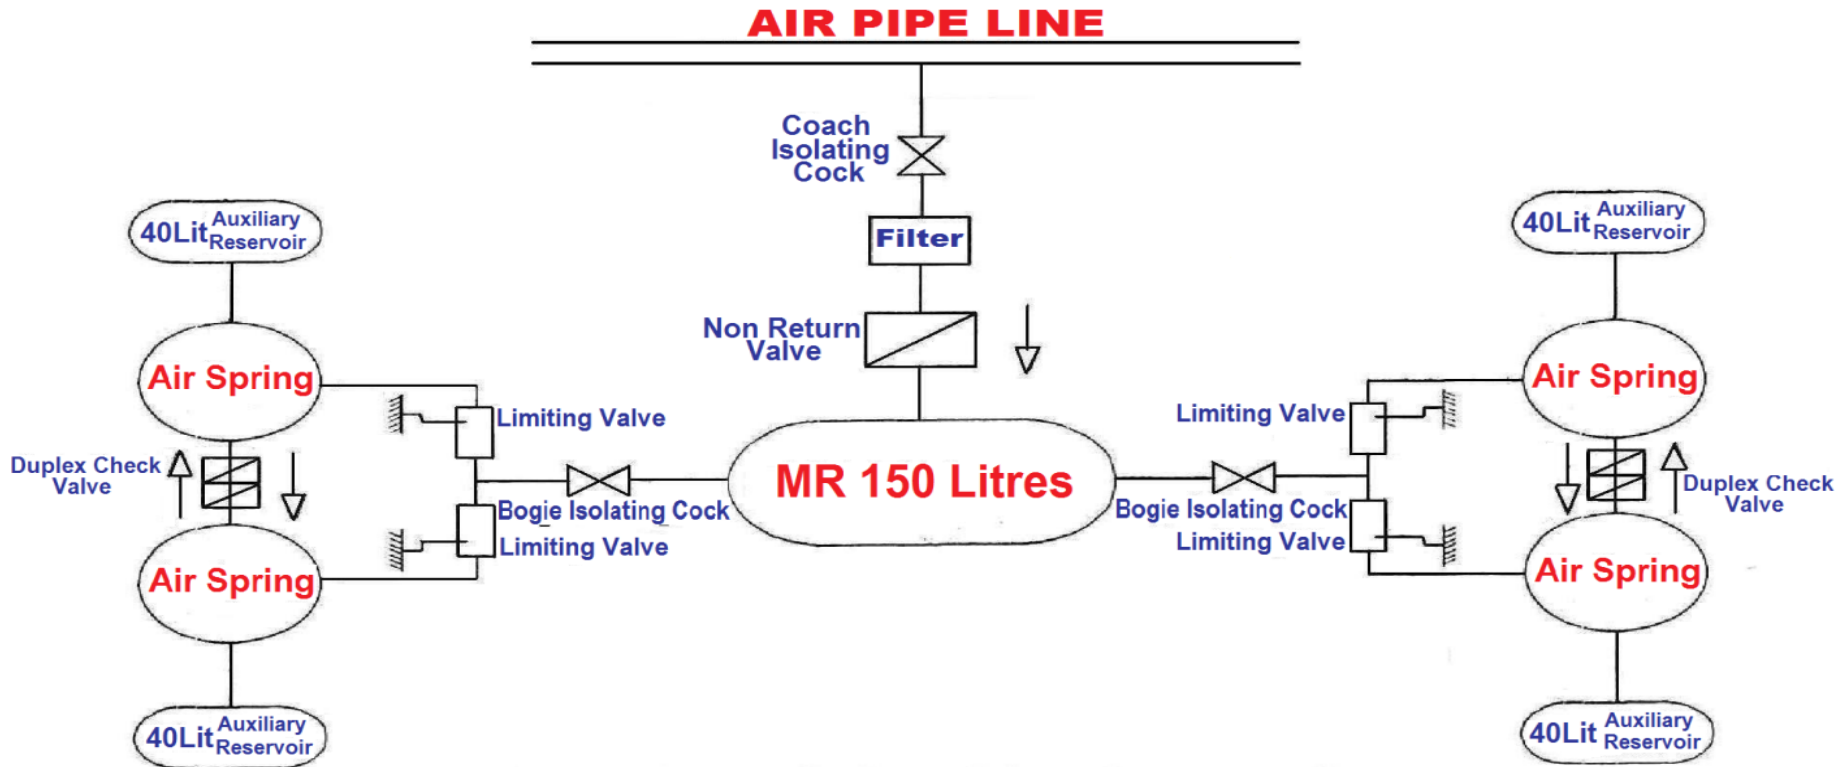 AIR PIPE LINE
Coach
Isolating
Cock
Filter
Non Return
Valve
MR 150 Litres
40Lit Auxiliary
Reservoir
Air Spring
Limiting Valve
Duplex Check
Valve
Bogie Isolating Cock
Limiting Valve
Air Spring
40Lit Auxiliary
Reservoir
40Lit Auxiliary
Reservoir
Air Spring
Limiting Valve
Duplex Check
Valve
Bogie Isolating Cock
Limiting Valve
Air Spring
40Lit Auxiliary
Reservoir